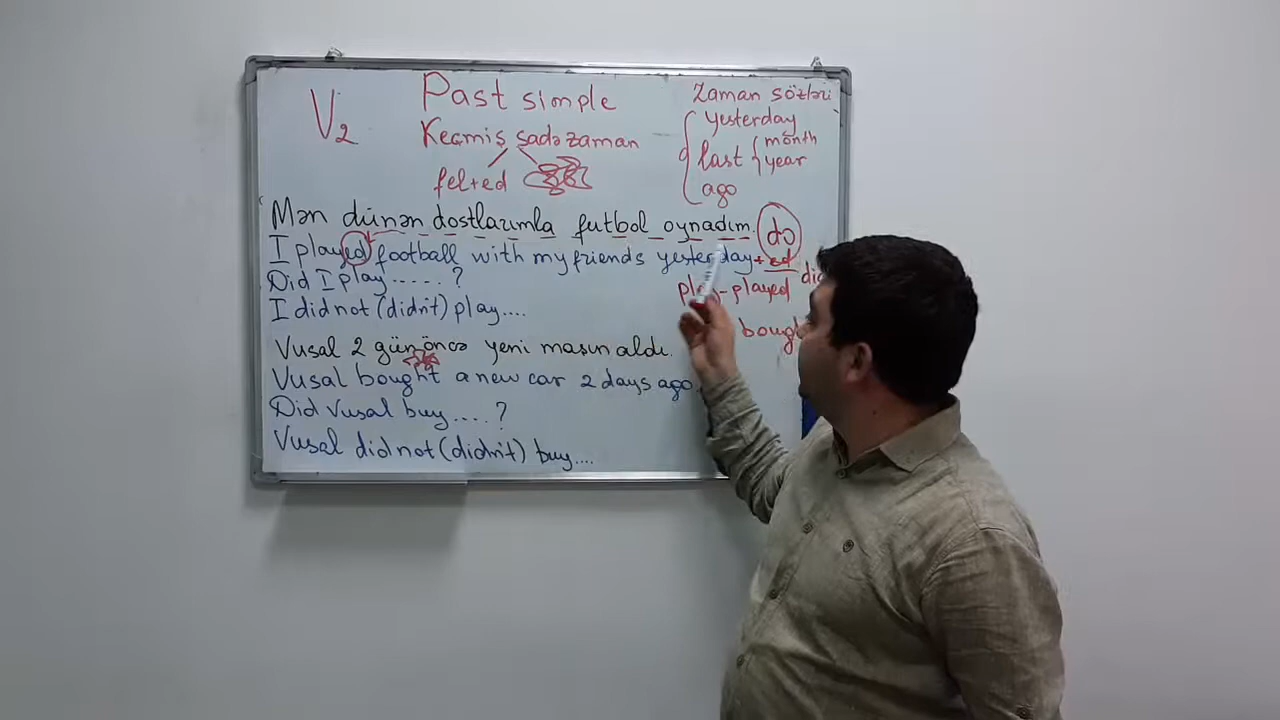 V2
Past simple
Keçmiş sadə zaman
fel+ed
Zaman sözləri
yesterday
last { month
year
ago
Mən dünən dostlarımla futbol oynadım.
do
I played football with my friends yesterday
+ ed
Did I play......?
play-played
I did not (didn't) play....
Vusal 2 gün öncə yeni maşın aldı.
Vusal bought a new car 2 days ago.
Did Vusal buy....?
Vusal did not (didn't) buy....